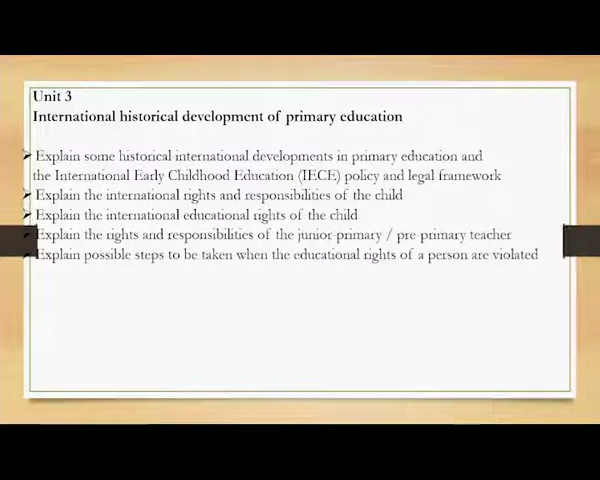 Unit 3
International historical development of primary education
Explain some historical international developments in primary education and
the International Early Childhood Education (IECE) policy and legal framework
Explain the international rights and responsibilities of the child
Explain the international educational rights of the child
Explain the rights and responsibilities of the junior-primary / pre-primary teacher
Explain possible steps to be taken when the educational rights of a person are violated